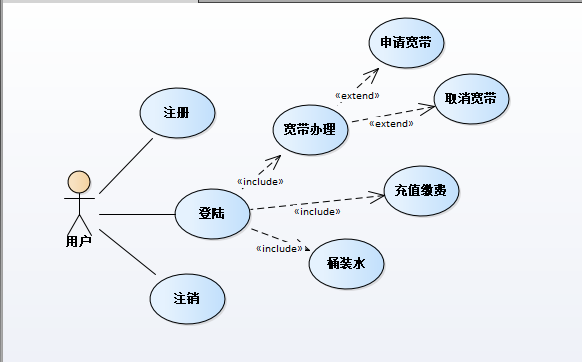 申请宽带
«extend»
取消宽带
注册
宽带办理
«extend»
«include»
充值缴费
登陆
«include»
用户
«include»
桶装水
注销